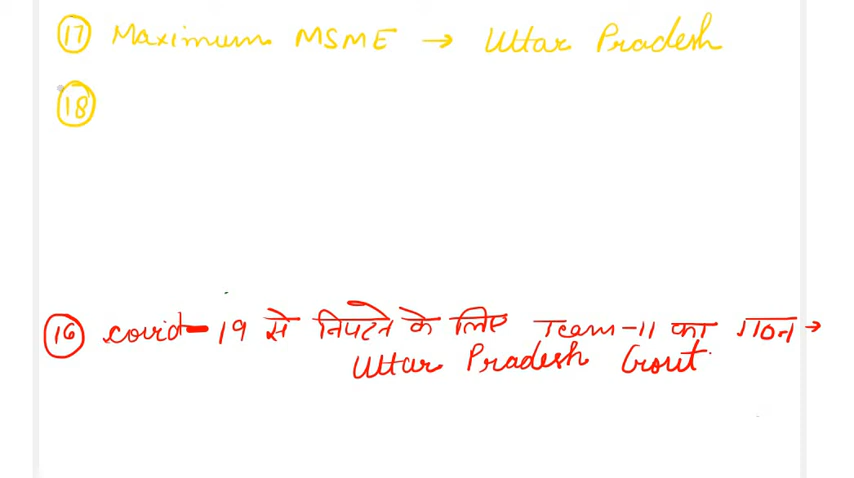 (17) Maximum MSME → Uttar Pradesh
(18)
(16) covid-19 से निपटने के लिए Team-11 का गठन →
Uttar Pradesh Govt.